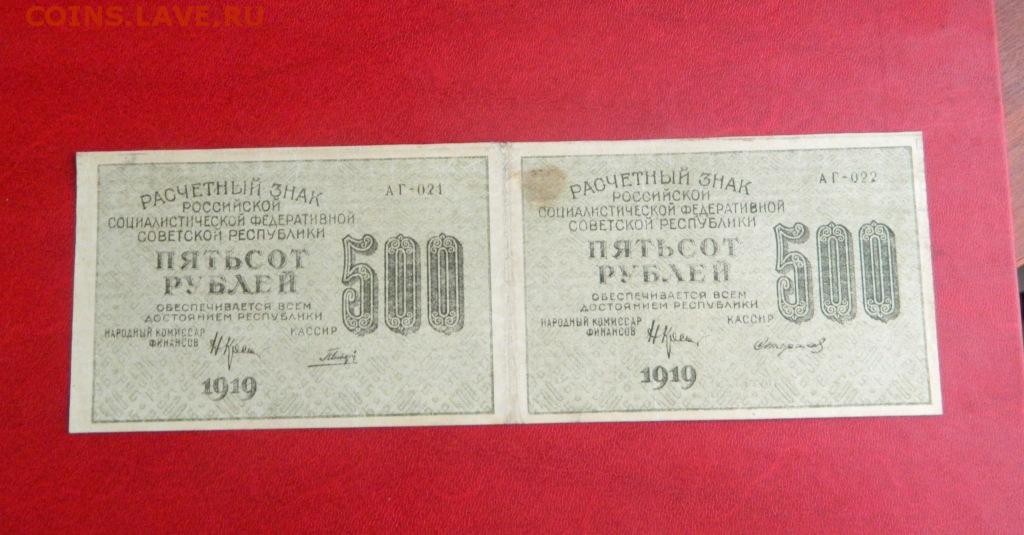 COINS.LAVE.РУ
АГ-021
РАСЧЕТНЫЙ ЗНАК
РОССИЙСКОЙ
СОЦИАЛИСТИЧЕСКОЙ ФЕДЕРАТИВНОЙ
СОВЕТСКОЙ РЕСПУБЛИКИ
ПЯТЬСОТ
РУБЛЕЙ
500
ОБЕСПЕЧИВАЕТСЯ ВСЕМ
ДОСТОЯНИЕМ РЕСПУБЛИКИ
НАРОДНЫЙ КОМИССАР
ФИНАНСОВ
КАССИР
1919
АГ-022
РАСЧЕТНЫЙ ЗНАК
РОССИЙСКОЙ
СОЦИАЛИСТИЧЕСКОЙ ФЕДЕРАТИВНОЙ
СОВЕТСКОЙ РЕСПУБЛИКИ
ПЯТЬСОТ
РУБЛЕЙ
500
ОБЕСПЕЧИВАЕТСЯ ВСЕМ
ДОСТОЯНИЕМ РЕСПУБЛИКИ
НАРОДНЫЙ КОМИССАР
ФИНАНСОВ
КАССИР
1919